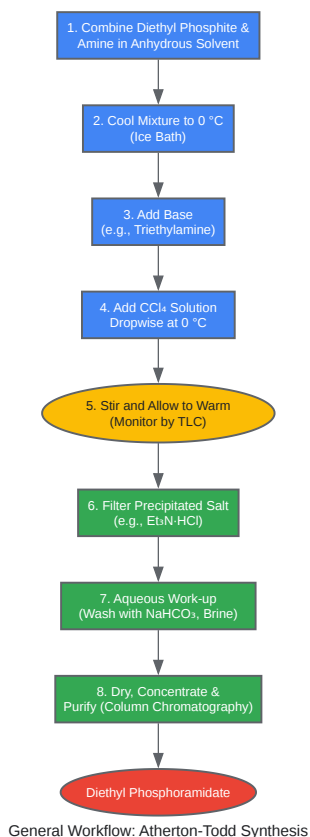 1. Combine Diethyl Phosphite &
Amine in Anhydrous Solvent
2. Cool Mixture to 0 °C
(Ice Bath)
3. Add Base
(e.g., Triethylamine)
4. Add CCl₄ Solution
Dropwise at 0 °C
5. Stir and Allow to Warm
(Monitor by TLC)
6. Filter Precipitated Salt
(e.g., Et₃N·HCl)
7. Aqueous Work-up
(Wash with NaHCO₃, Brine)
8. Dry, Concentrate &
Purify (Column Chromatography)
Diethyl Phosphoramidate
General Workflow: Atherton-Todd Synthesis